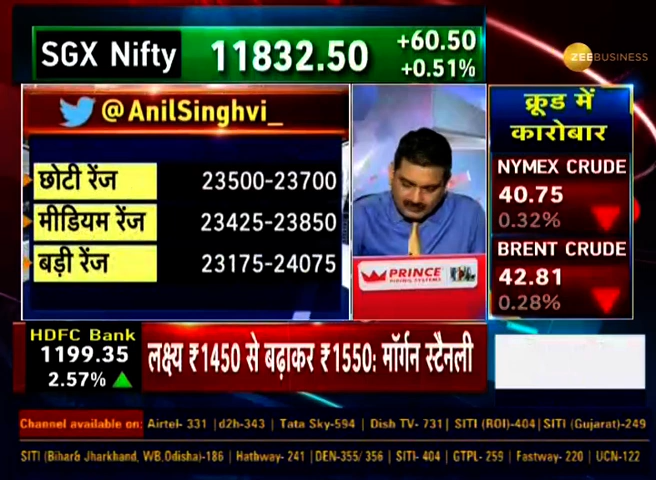 SGX Nifty 11832.50 +60.50
+0.51%
ZEEBUSINESS
@AnilSinghvi_
छोटी रेंज 23500-23700
मीडियम रेंज 23425-23850
बड़ी रेंज 23175-24075
PRINCE
PIPING SYSTEMS
क्रूड में
कारोबार
NYMEX CRUDE
40.75
0.32%
BRENT CRUDE
42.81
0.28%
HDFC Bank
1199.35
2.57%
लक्ष्य ₹1450 से बढ़ाकर ₹1550: मॉर्गन स्टैनली
Channel available on: Airtel- 331 | d2h-343 | Tata Sky-594 | Dish TV- 731 | SITI (ROI)-404 | SITI (Gujarat)-249
SITI (Bihar & Jharkhand, WB,Odisha)-186 | Hathway- 241 | DEN-355/ 356 | SITI- 404 | GTPL- 259 | Fastway- 220 | UCN-122